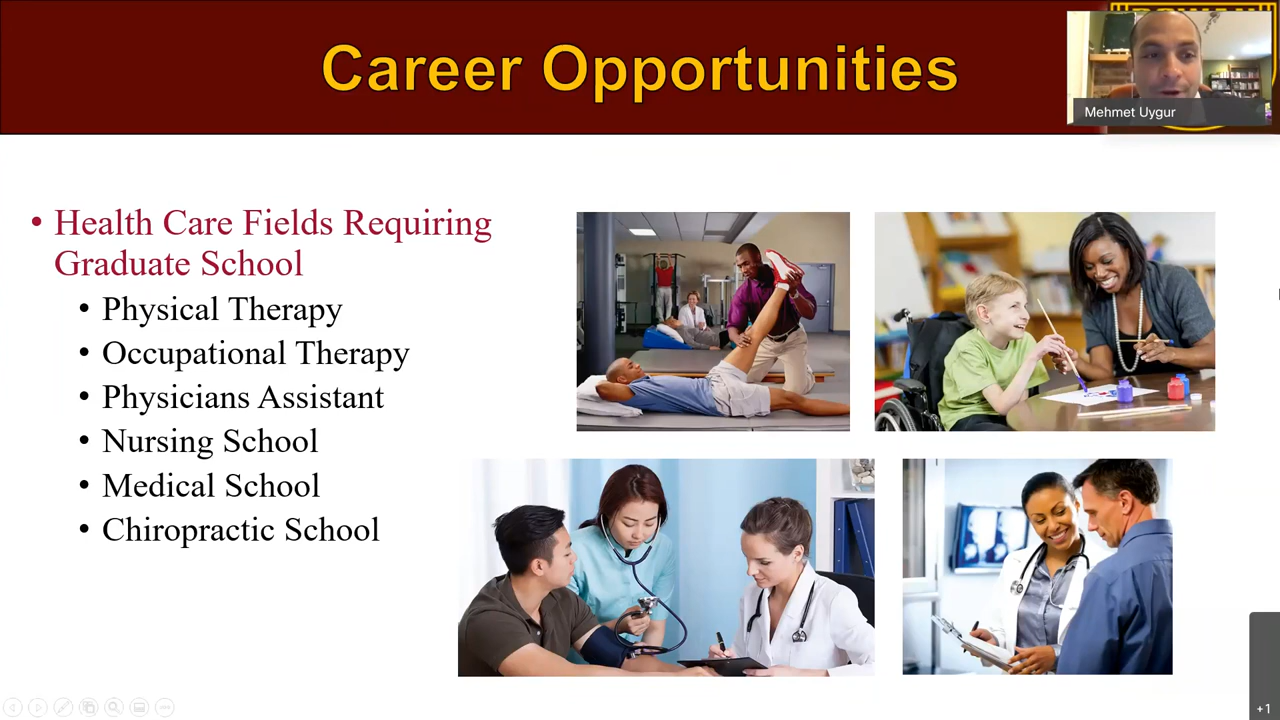 Career Opportunities
Mehmet Uygur
• Health Care Fields Requiring
Graduate School
• Physical Therapy
• Occupational Therapy
• Physicians Assistant
• Nursing School
• Medical School
• Chiropractic School
+1